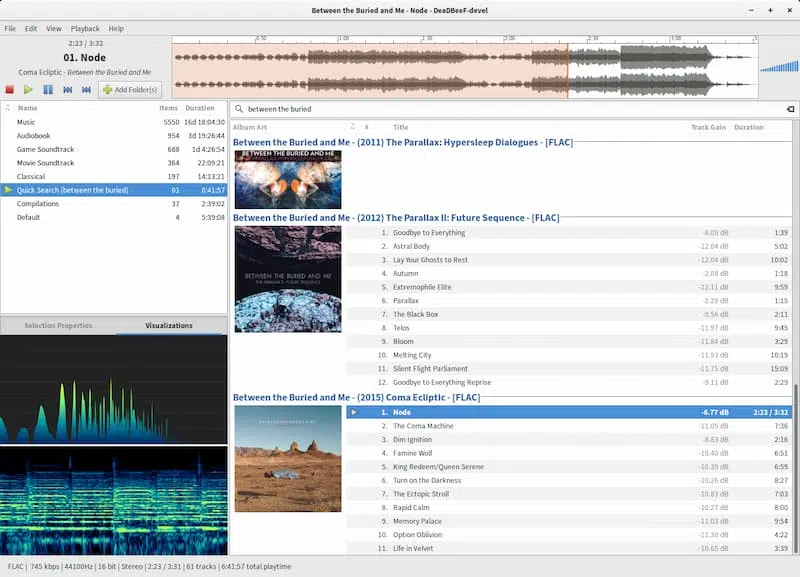 Between the Buried and Me - Node - DeaDBeeF-devel
File Edit View Playback Help
2:23 / 3:32
01. Node
Coma Ecliptic - Between the Buried and Me
Add Folder(s)
0:30 1:00 1:30 2:00 2:30 3:00
Name Items Duration
Music 5550 16d 18:04:30
Audiobook 954 3d 19:26:44
Game Soundtrack 688 1d 4:26:54
Movie Soundtrack 364 22:09:21
Classical 197 14:13:21
Quick Search [between the buried] 61 6:41:57
Compilations 37 2:39:02
Default 4 5:39:08
Selection Properties Visualizations
between the buried
Album Art # Title Track Gain Duration
Between the Buried and Me - (2011) The Parallax: Hypersleep Dialogues - [FLAC]
BETWEEN THE BURIED AND ME
Between the Buried and Me - (2012) The Parallax II: Future Sequence - [FLAC]
BETWEEN THE BURIED AND ME
THE PARALLAX II: FUTURE SEQUENCE
1. Goodbye to Everything -4.09 dB 1:39
2. Astral Body -12.04 dB 5:02
3. Lay Your Ghosts to Rest -12.04 dB 10:02
4. Autumn -2.08 dB 1:18
5. Extremophile Elite -12.11 dB 9:59
6. Parallax -2.29 dB 1:15
7. The Black Box -9.56 dB 2:11
8. Telos -11.97 dB 9:45
9. Bloom -11.84 dB 3:29
10. Melting City -11.93 dB 10:19
11. Silent Flight Parliament -11.75 dB 15:09
12. Goodbye to Everything Reprise -9.11 dB 2:29
Between the Buried and Me - (2015) Coma Ecliptic - [FLAC]
1. Node -6.77 dB 2:23 / 3:32
2. The Coma Machine -11.05 dB 7:36
3. Dim Ignition -8.83 dB 2:16
4. Famine Wolf -10.40 dB 6:51
5. King Redeem/Queen Serene -10.39 dB 6:59
6. Turn on the Darkness -10.26 dB 8:27
7. The Ectopic Stroll -10.83 dB 7:03
8. Rapid Calm -10.27 dB 8:00
9. Memory Palace -11.03 dB 9:54
10. Option Oblivion -11.30 dB 4:22
11. Life in Velvet -10.65 dB 3:39
FLAC | 745 kbps | 44100Hz | 16 bit | Stereo | 2:23 / 3:31 | 61 tracks | 6:41:57 total playtime